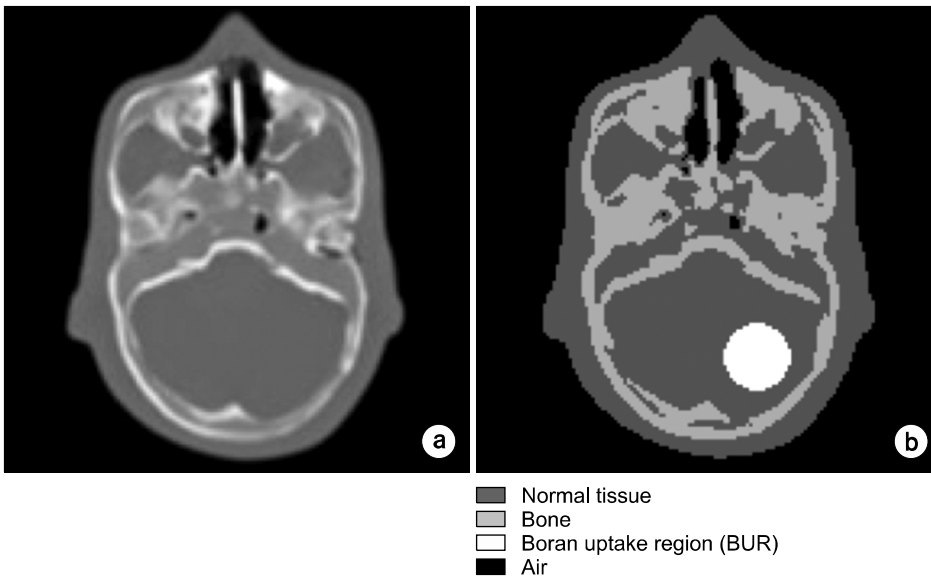 a
b
Normal tissue
Bone
Boran uptake region (BUR)
Air